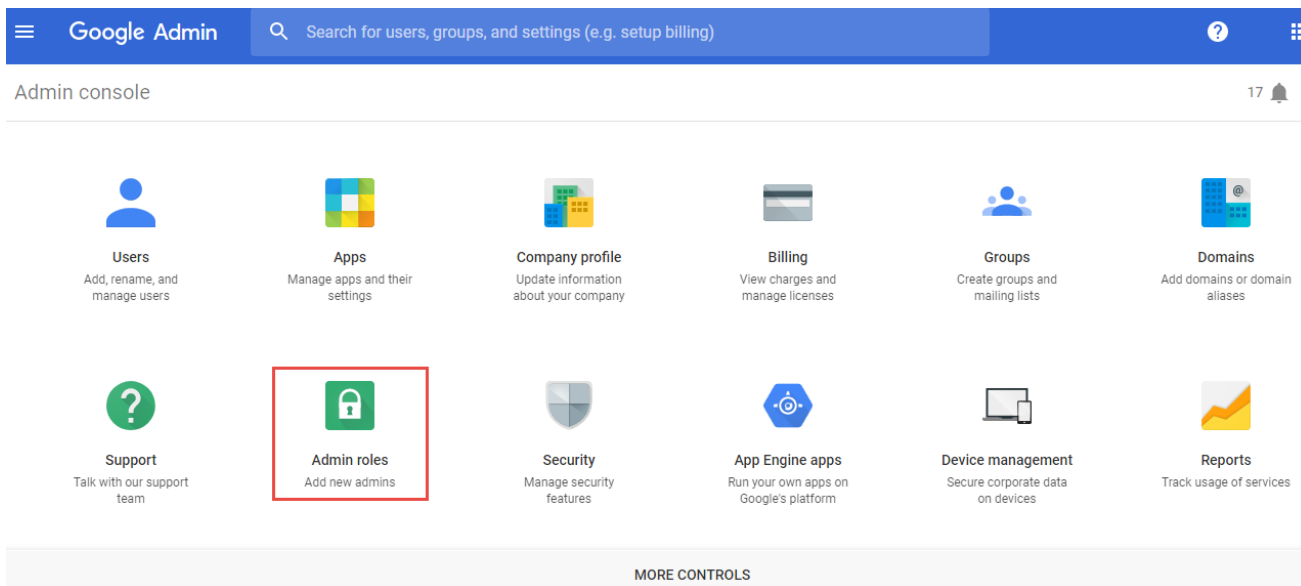 Google Admin
Search for users, groups, and settings (e.g. setup billing)
?
Admin console
17
Users
Add, rename, and
manage users
Apps
Manage apps and their
settings
Company profile
Update information
about your company
Billing
View charges and
manage licenses
Groups
Create groups and
mailing lists
@
Domains
Add domains or domain
aliases
?
Support
Talk with our support
team
Admin roles
Add new admins
Security
Manage security
features
App Engine apps
Run your own apps on
Google's platform
Device management
Secure corporate data
on devices
Reports
Track usage of services
MORE CONTROLS